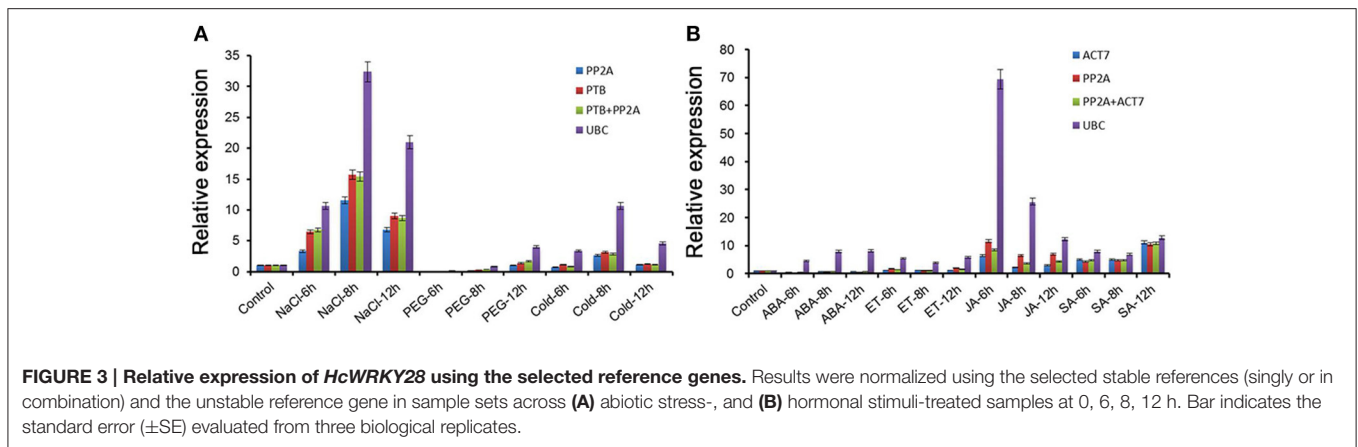 A
Relative expression
35
30
25
20
15
10
5
0
PP2A
PTB
PTB+PP2A
UBC
Control
NaCl-6h
NaCl-8h
NaCl-12h
PEG-6h
PEG-8h
PEG-12h
Cold-6h
Cold-8h
Cold-12h
B
Relative expression
80
70
60
50
40
30
20
10
0
ACT7
PP2A
PP2A+ACT7
UBC
Control
ABA-6h
ABA-8h
ABA-12h
ET-6h
ET-8h
ET-12h
JA-6h
JA-8h
JA-12h
SA-6h
SA-8h
SA-12h
FIGURE 3 | Relative expression of HcWRKY28 using the selected reference genes. Results were normalized using the selected stable references (singly or in
combination) and the unstable reference gene in sample sets across (A) abiotic stress-, and (B) hormonal stimuli-treated samples at 0, 6, 8, 12 h. Bar indicates the
standard error (±SE) evaluated from three biological replicates.